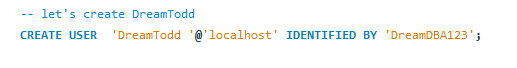 -- let's create DreamTodd
CREATE USER  'DreamTodd '@'localhost' IDENTIFIED BY 'DreamDBA123';